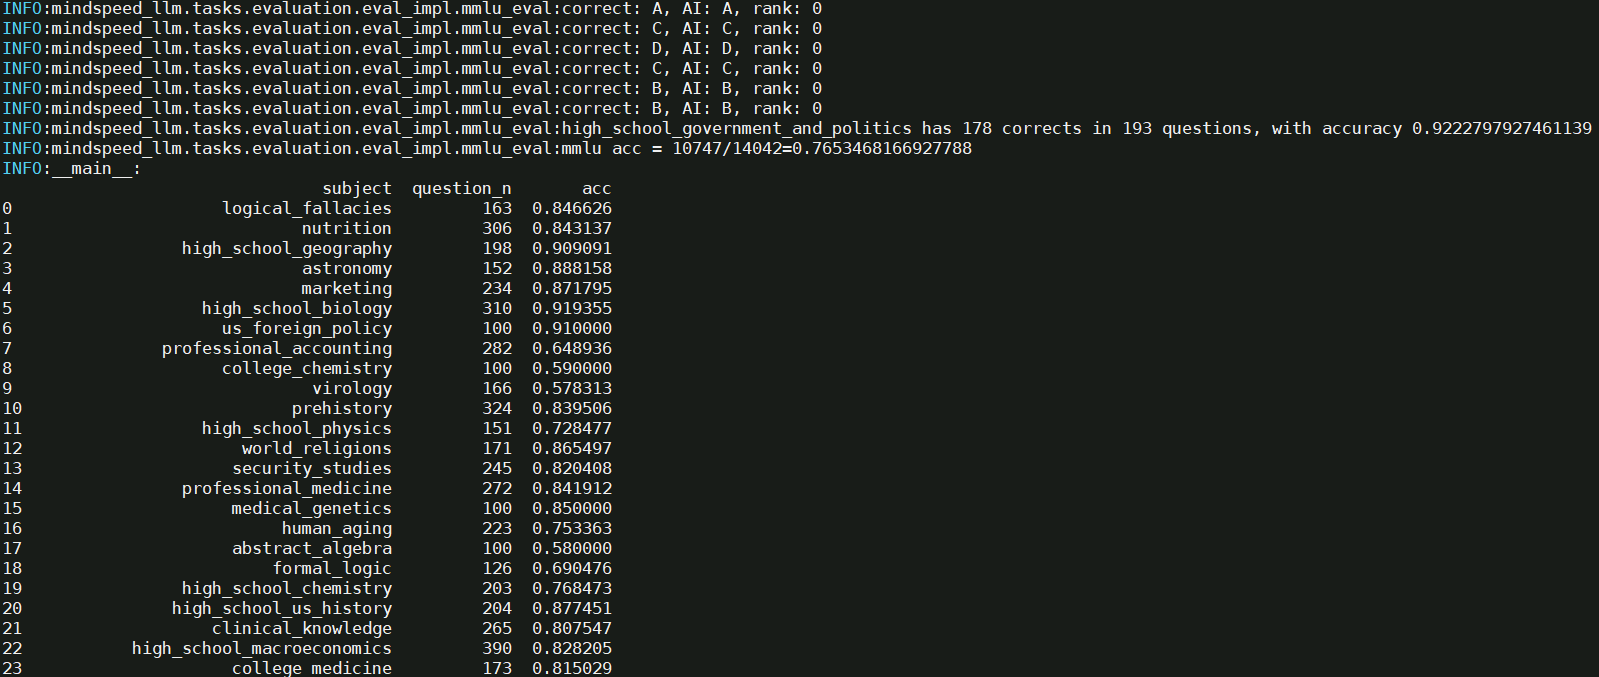 INFO:mindspeed_llm.tasks.evaluation.eval_impl.mmlu_eval:correct: A, AI: A, rank: 0
INFO:mindspeed_llm.tasks.evaluation.eval_impl.mmlu_eval:correct: C, AI: C, rank: 0
INFO:mindspeed_llm.tasks.evaluation.eval_impl.mmlu_eval:correct: D, AI: D, rank: 0
INFO:mindspeed_llm.tasks.evaluation.eval_impl.mmlu_eval:correct: C, AI: C, rank: 0
INFO:mindspeed_llm.tasks.evaluation.eval_impl.mmlu_eval:correct: B, AI: B, rank: 0
INFO:mindspeed_llm.tasks.evaluation.eval_impl.mmlu_eval:correct: B, AI: B, rank: 0
INFO:mindspeed_llm.tasks.evaluation.eval_impl.mmlu_eval:high_school_government_and_politics has 178 corrects in 193 questions, with accuracy 0.9222797927461139
INFO:mindspeed_llm.tasks.evaluation.eval_impl.mmlu_eval:mmlu acc = 10747/14042=0.7653468166927788
INFO:__main__:
subject question_n acc
0 logical_fallacies 163 0.846626
1 nutrition 306 0.843137
2 high_school_geography 198 0.909091
3 astronomy 152 0.888158
4 marketing 234 0.871795
5 high_school_biology 310 0.919355
6 us_foreign_policy 100 0.910000
7 professional_accounting 282 0.648936
8 college_chemistry 100 0.590000
9 virology 166 0.578313
10 prehistory 324 0.839506
11 high_school_physics 151 0.728477
12 world_religions 171 0.865497
13 security_studies 245 0.820408
14 professional_medicine 272 0.841912
15 medical_genetics 100 0.850000
16 human_aging 223 0.753363
17 abstract_algebra 100 0.580000
18 formal_logic 126 0.690476
19 high_school_chemistry 203 0.768473
20 high_school_us_history 204 0.877451
21 clinical_knowledge 265 0.807547
22 high_school_macroeconomics 390 0.828205
23 college_medicine 173 0.815029